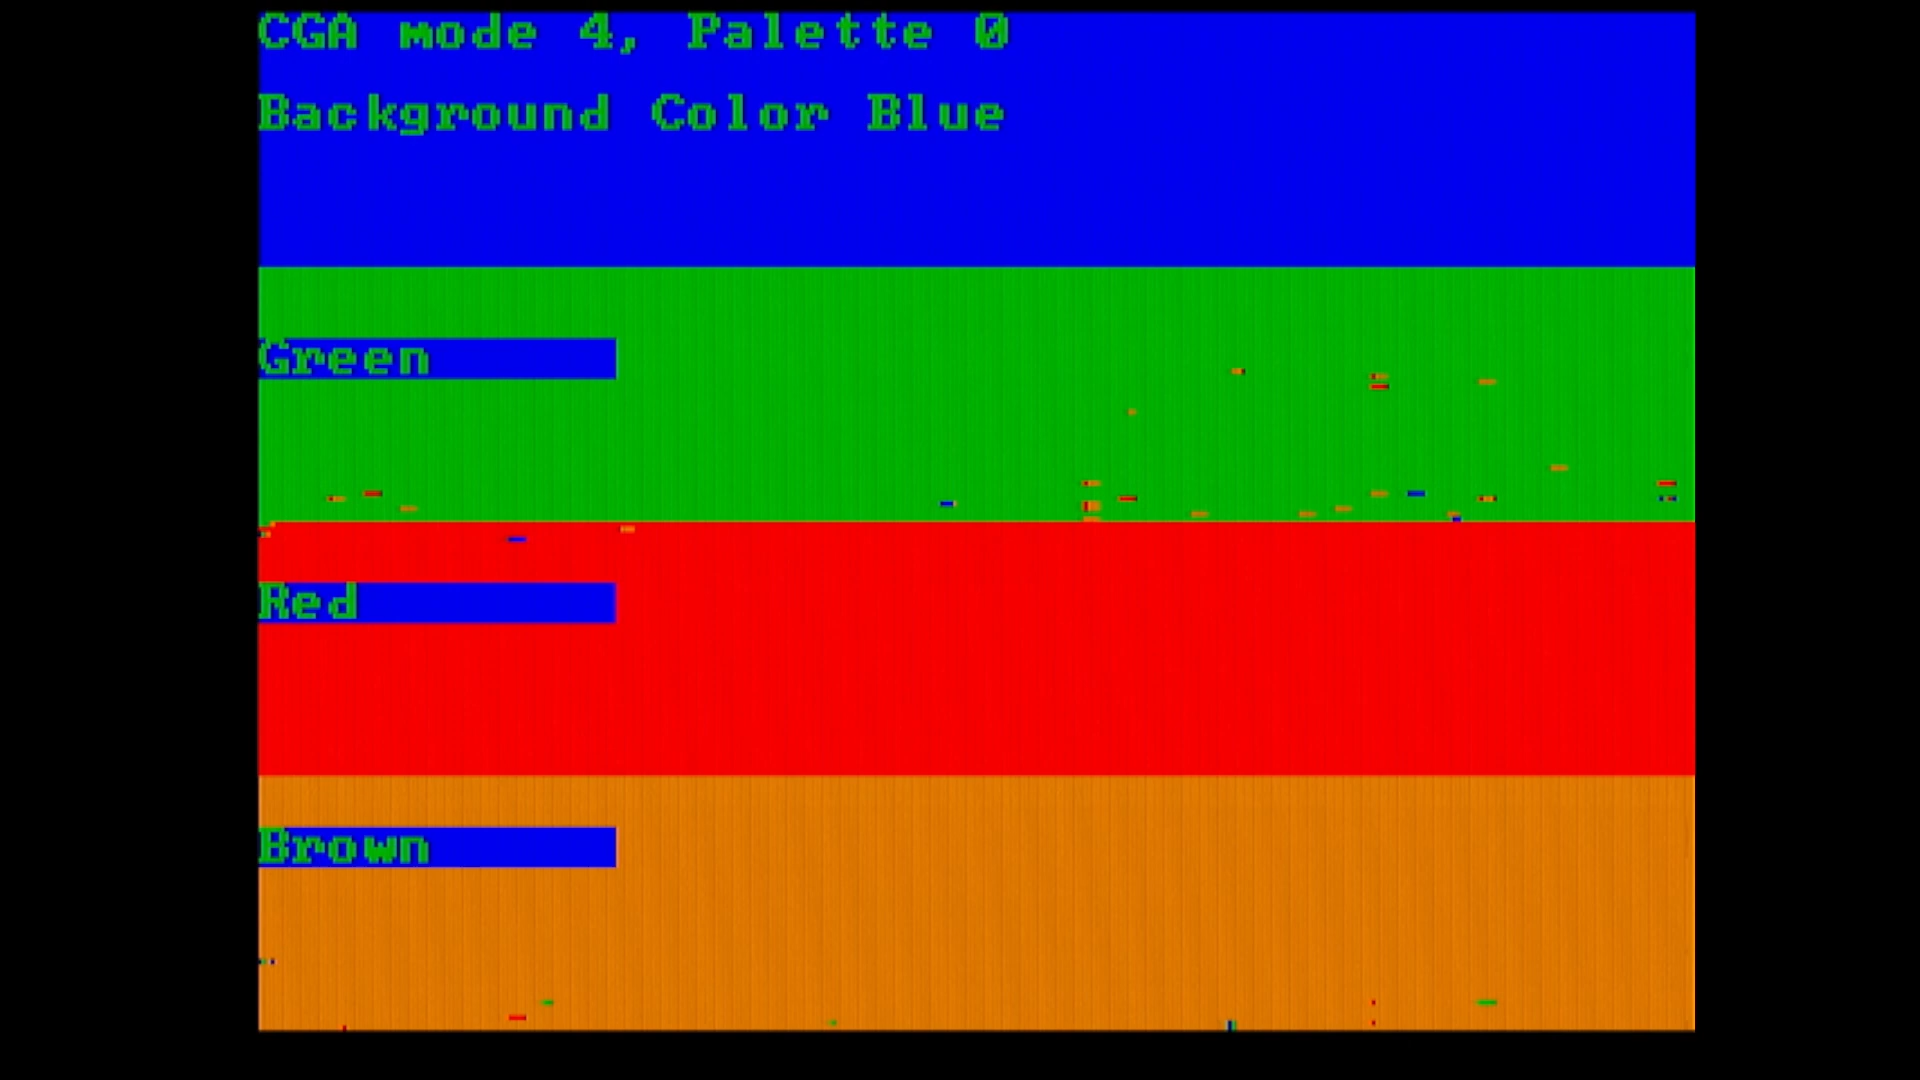 CGA mode 4, Palette 0
Background Color Blue
Green
Red
Brown